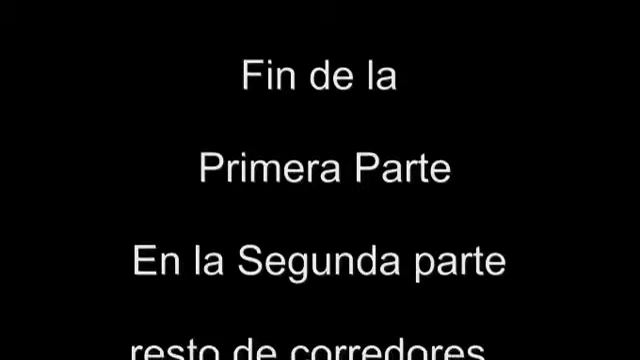 Fin de la
Primera Parte
En la Segunda parte
resto de corredores